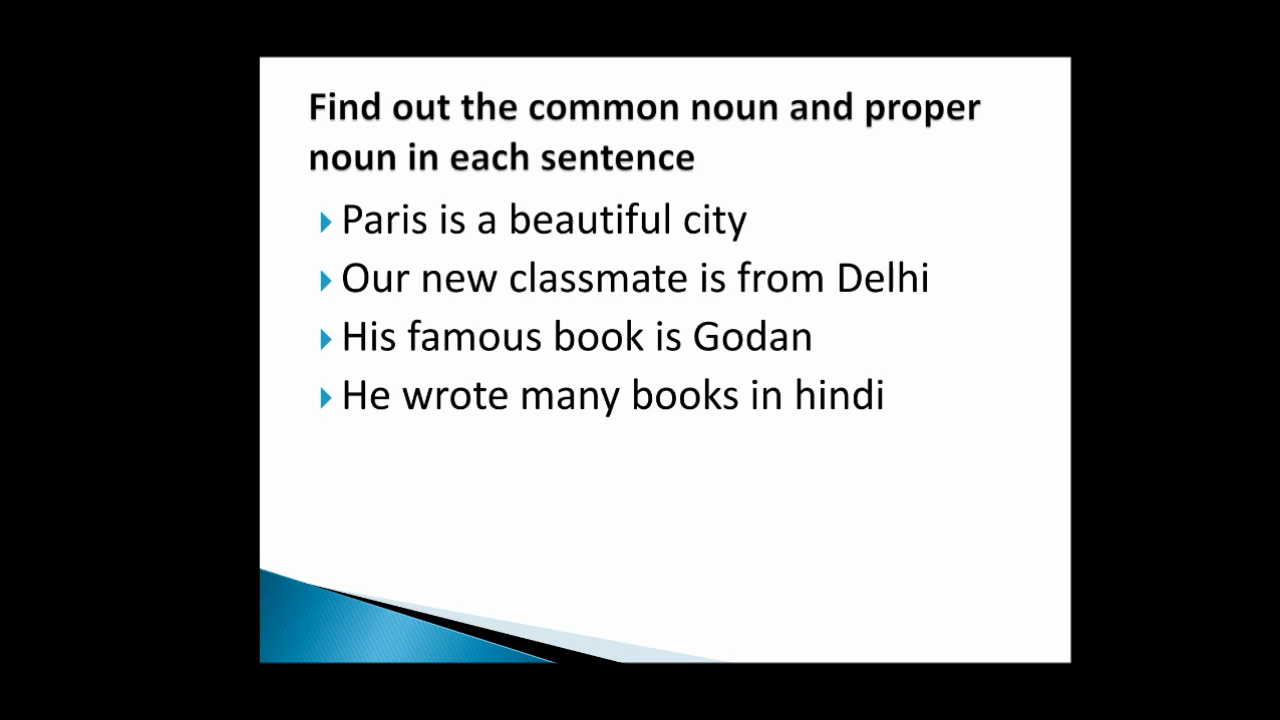 Find out the common noun and proper
noun in each sentence
Paris is a beautiful city
Our new classmate is from Delhi
His famous book is Godan
He wrote many books in hindi